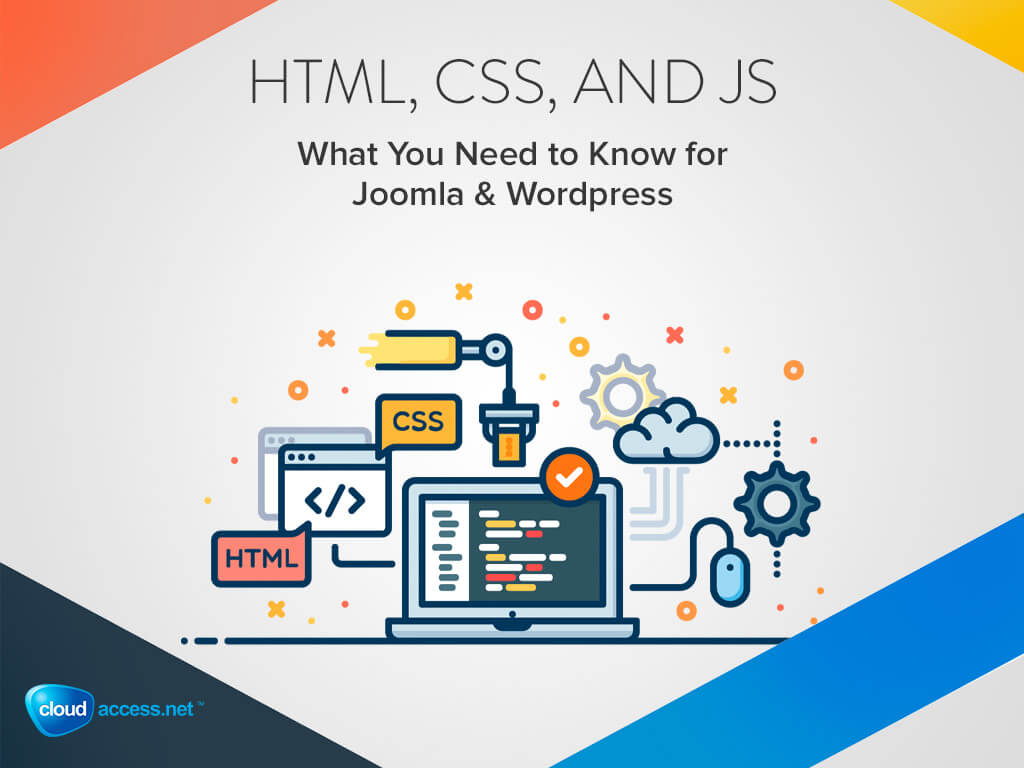 HTML, CSS, AND JS
What You Need to Know for
Joomla & Wordpress
CSS
</>
HTML
cloud access.net ™